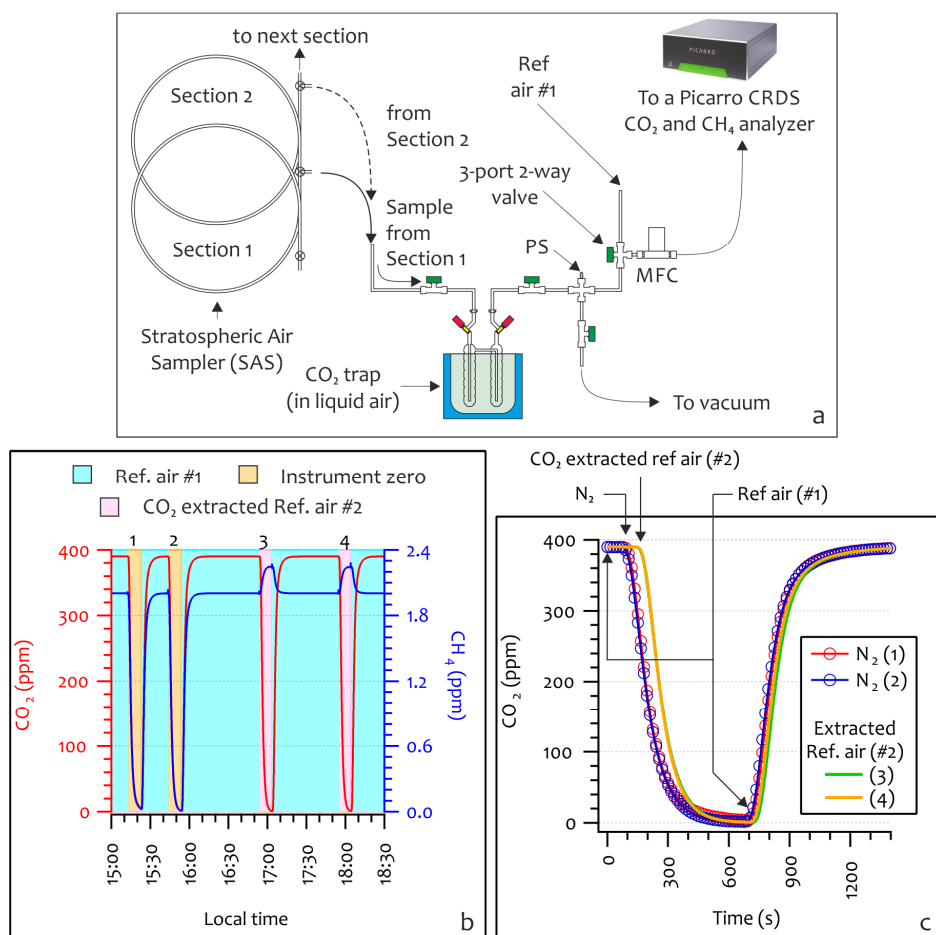 to next section
Section 2
from
Section 2
Ref
air #1
PICARRO
To a Picarro CRDS
CO₂ and CH₄ analyzer
3-port 2-way
valve
Sample
from
Section 1
Section 1
PS
MFC
Stratospheric Air
Sampler (SAS)
CO₂ trap
(in liquid air)
To vacuum
a
Ref. air #1
Instrument zero
CO₂ extracted Ref. air #2
1
2
3
4
400
300
200
100
0
CO₂ (ppm)
2.4
1.8
1.2
0.6
0.0
CH₄ (ppm)
15:00
15:30
16:00
16:30
17:00
17:30
18:00
18:30
Local time
b
CO₂ extracted ref air (#2)
N₂
Ref air (#1)
400
300
200
100
0
CO₂ (ppm)
N₂ (1)
N₂ (2)
Extracted
Ref. air (#2)
(3)
(4)
0
300
600
900
1200
Time (s)
c